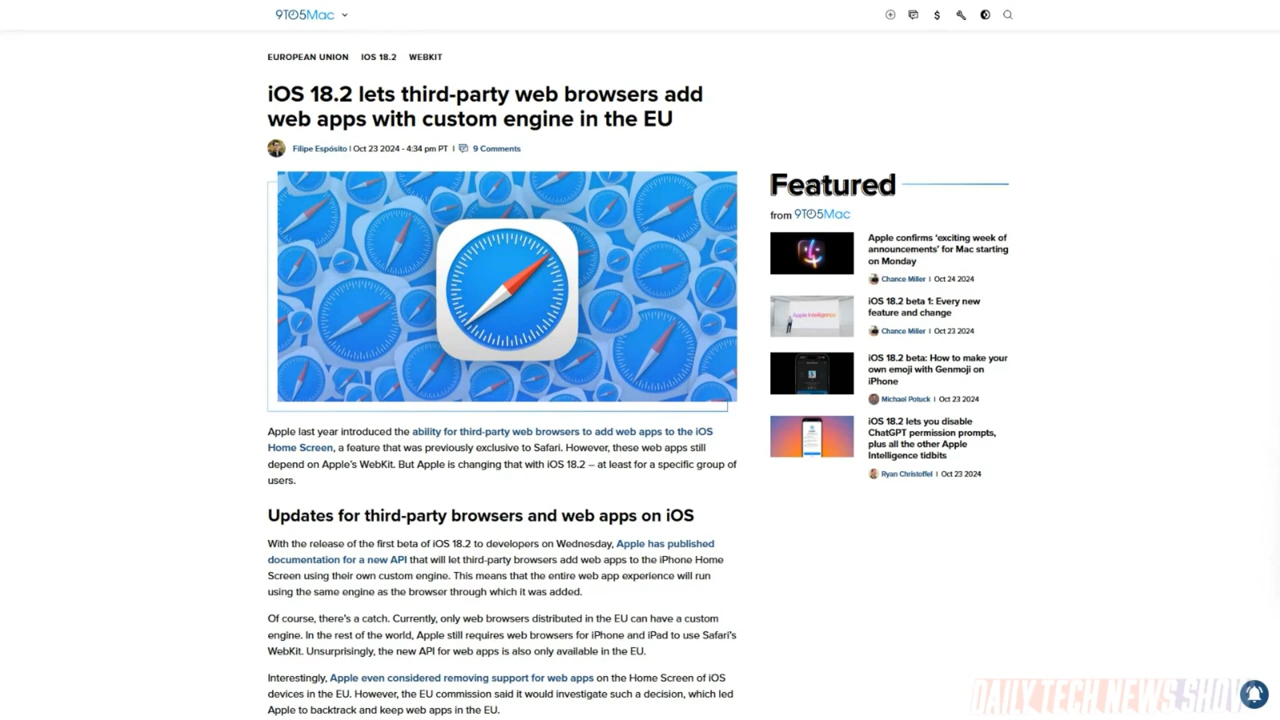 9TO5Mac
EUROPEAN UNION IOS 18.2 WEBKIT
iOS 18.2 lets third-party web browsers add
web apps with custom engine in the EU
Filipe Espósito | Oct 23 2024 - 4:34 pm PT | 9 Comments
Apple last year introduced the ability for third-party web browsers to add web apps to the iOS
Home Screen, a feature that was previously exclusive to Safari. However, these web apps still
depend on Apple's WebKit. But Apple is changing that with iOS 18.2 – at least for a specific group of
users.
Updates for third-party browsers and web apps on iOS
With the release of the first beta of iOS 18.2 to developers on Wednesday, Apple has published
documentation for a new API that will let third-party browsers add web apps to the iPhone Home
Screen using their own custom engine. This means that the entire web app experience will run
using the same engine as the browser through which it was added.
Of course, there's a catch. Currently, only web browsers distributed in the EU can have a custom
engine. In the rest of the world, Apple still requires web browsers for iPhone and iPad to use Safari's
WebKit. Unsurprisingly, the new API for web apps is also only available in the EU.
Interestingly, Apple even considered removing support for web apps on the Home Screen of iOS
devices in the EU. However, the EU commission said it would investigate such a decision, which led
Apple to backtrack and keep web apps in the EU.
Featured
from 9TO5Mac
Apple confirms 'exciting week of
announcements' for Mac starting
on Monday
Chance Miller | Oct 24 2024
Apple Intelligence
iOS 18.2 beta 1: Every new
feature and change
Chance Miller | Oct 23 2024
iOS 18.2 beta: How to make your
own emoji with Genmoji on
iPhone
Michael Potuck | Oct 23 2024
iOS 18.2 lets you disable
ChatGPT permission prompts,
plus all the other Apple
Intelligence tidbits
Ryan Christoffel | Oct 23 2024
DAILY TECH NEWS SHOW